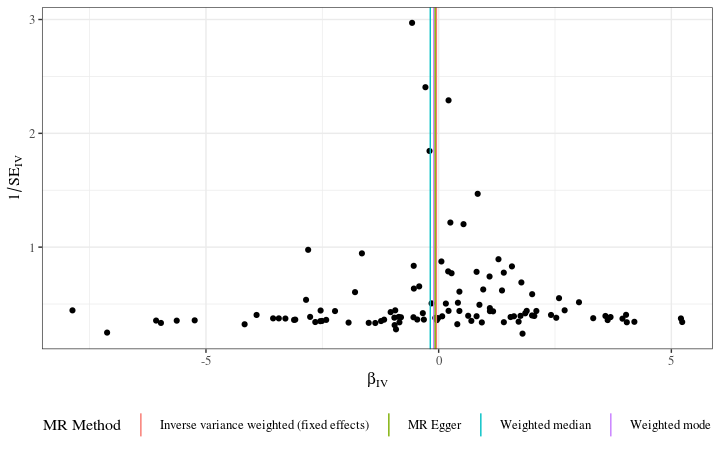 3
2
1
1/SE_IV
-5
0
5
β_IV
MR Method
Inverse variance weighted (fixed effects)
MR Egger
Weighted median
Weighted mode